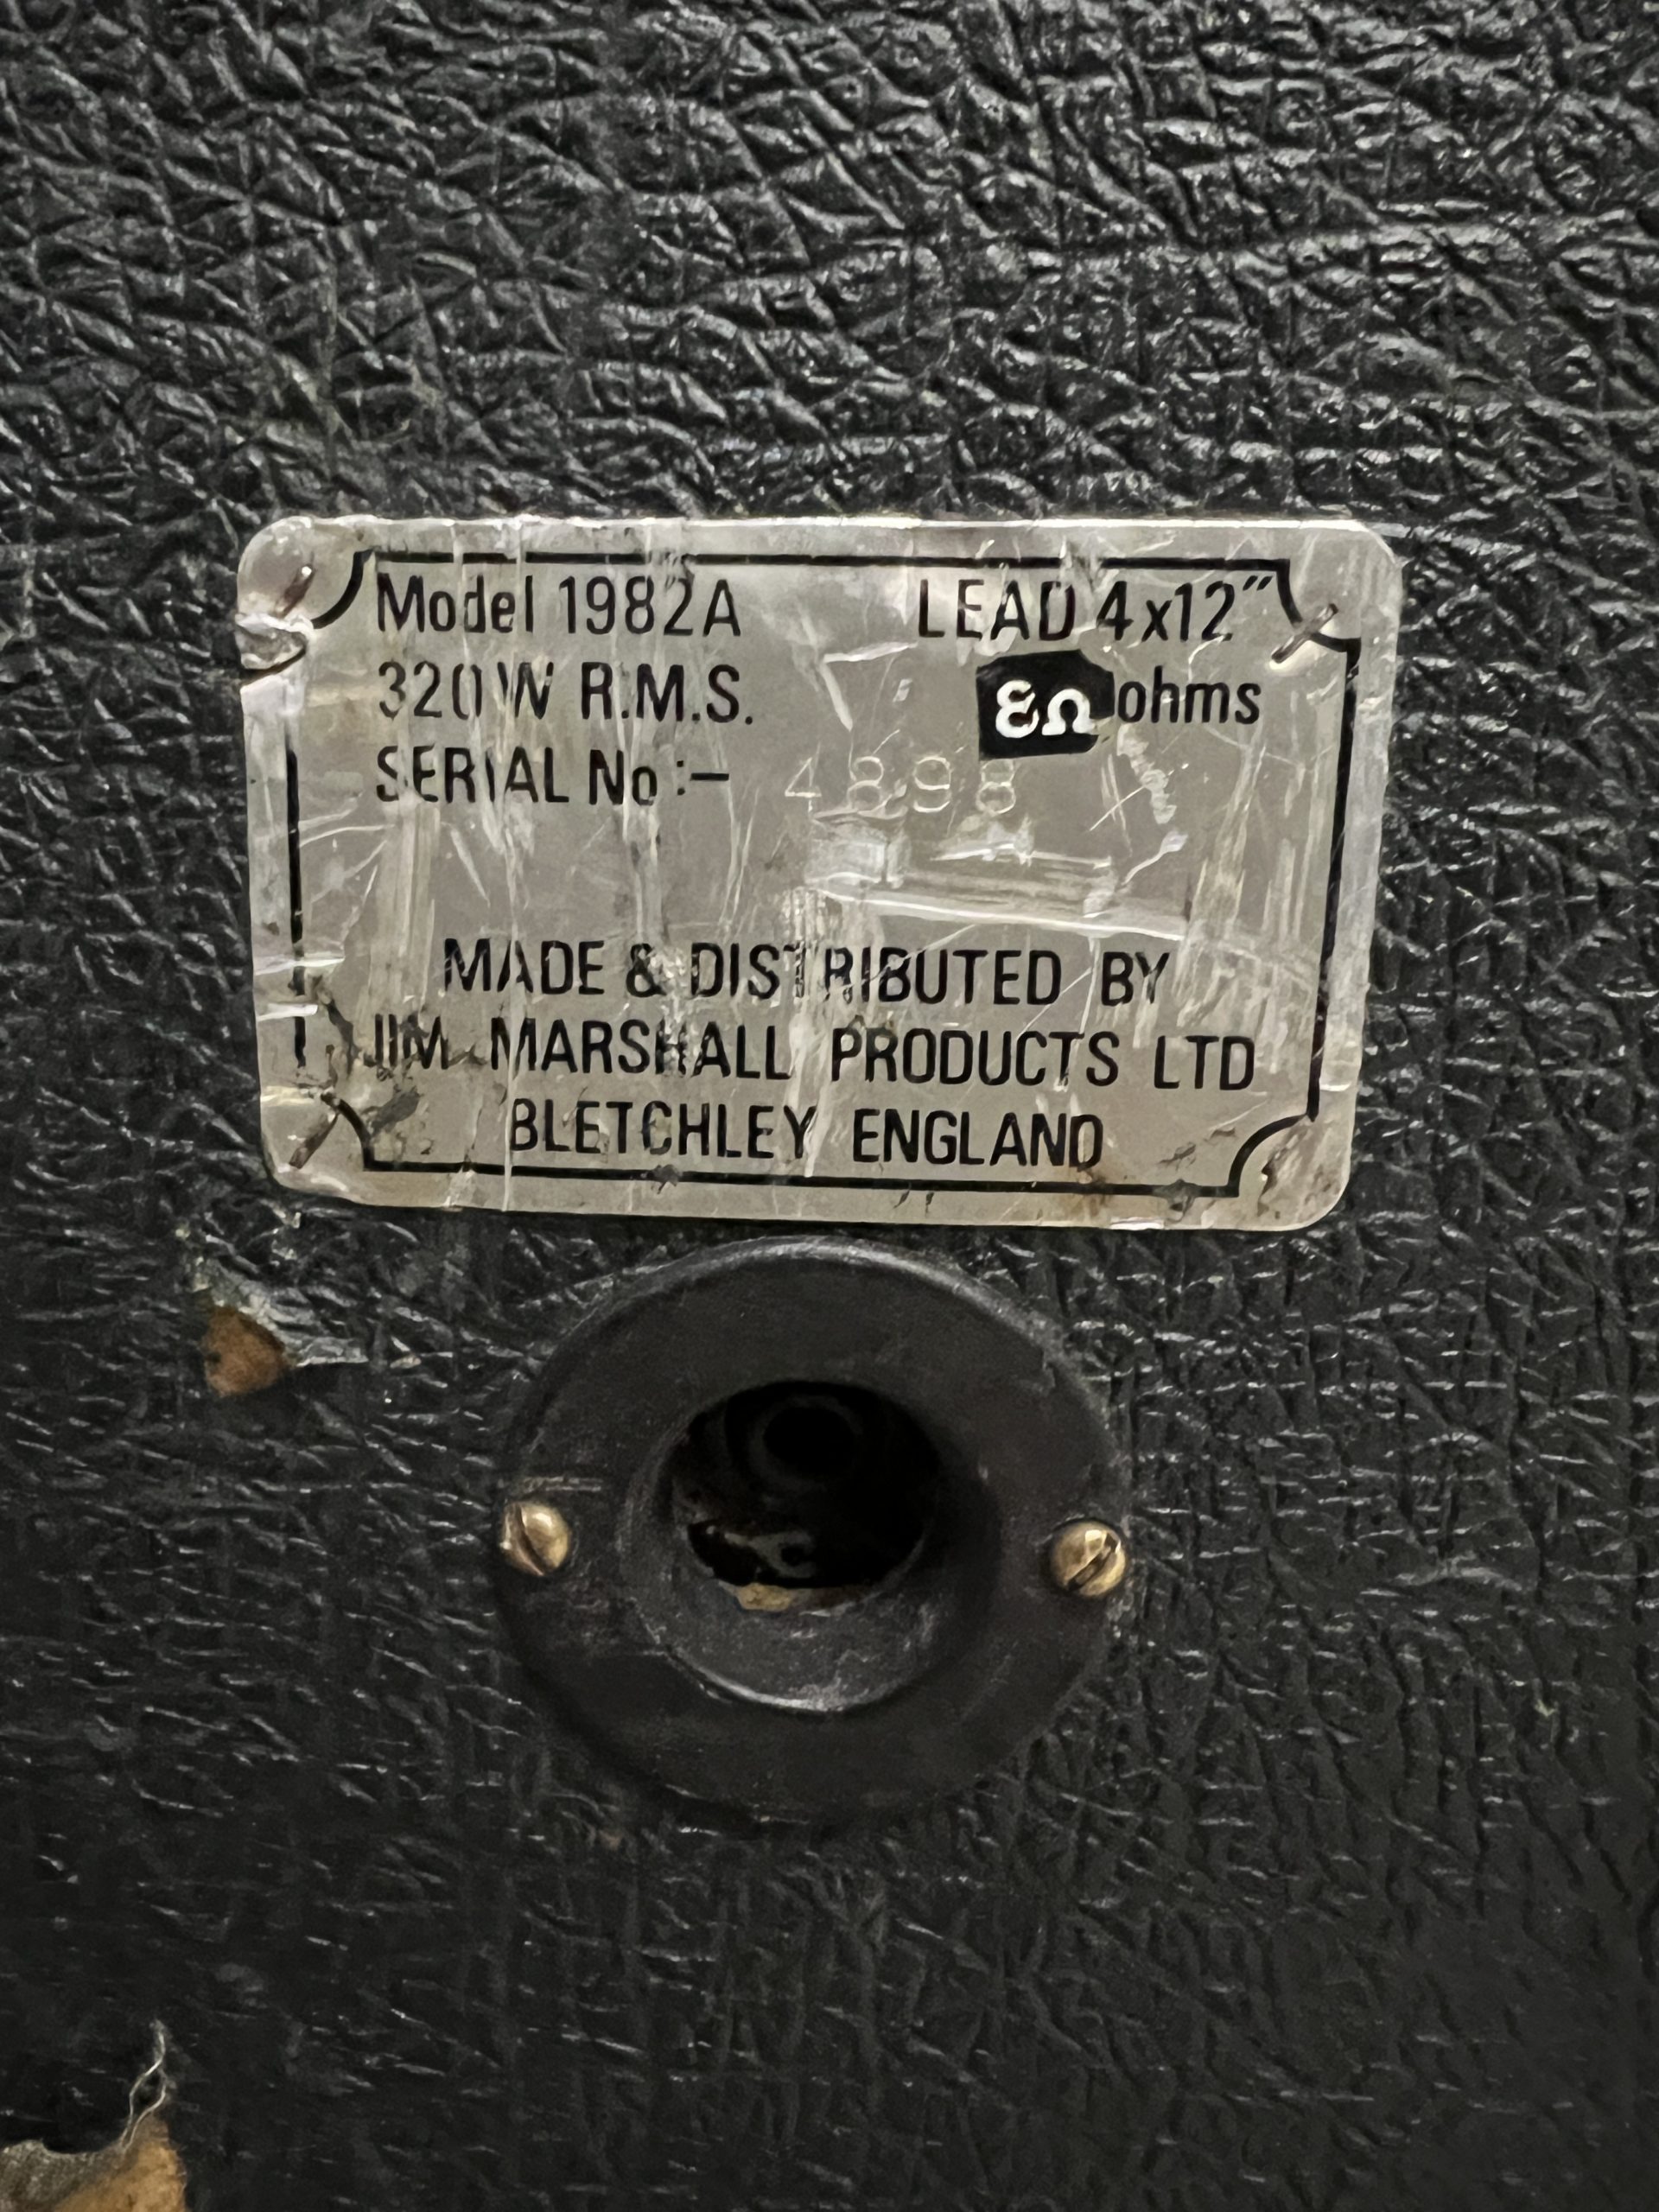 Model 1982A LEAD 4x12"
320W R.M.S. 8Ω ohms
SERIAL No :— 4898
MADE & DISTRIBUTED BY
JIM MARSHALL PRODUCTS LTD
BLETCHLEY ENGLAND